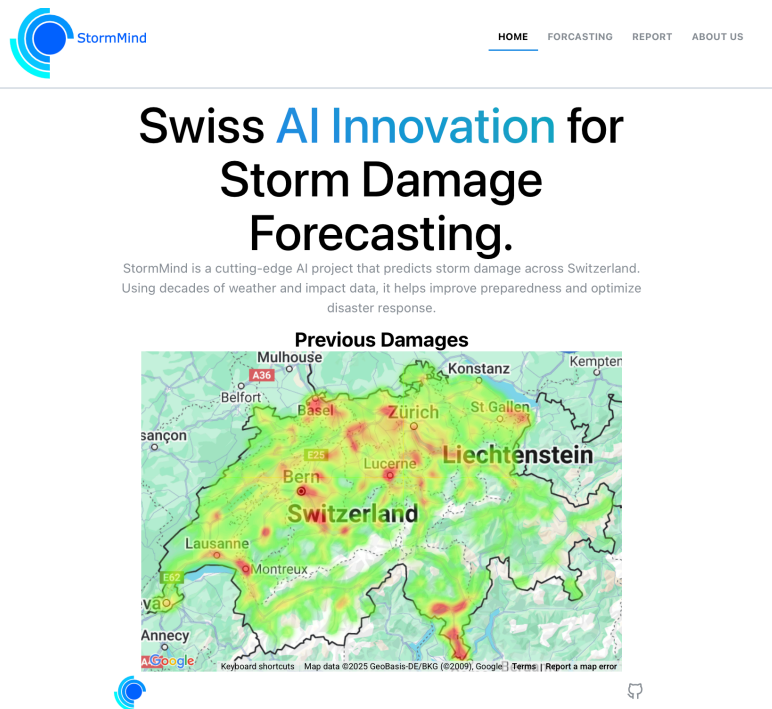 StormMind
HOME FORCASTING REPORT ABOUT US
Swiss AI Innovation for
Storm Damage
Forecasting.
StormMind is a cutting-edge AI project that predicts storm damage across Switzerland.
Using decades of weather and impact data, it helps improve preparedness and optimize
disaster response.
Previous Damages
Mulhouse
Konstanz
Kempten
A36
Belfort
Basel
Zürich
St Gallen
sançon
E25
Liechtenstein
Lucerne
Bern
Switzerland
Lausanne
Montreux
E62
eva
Annecy
Google
Keyboard shortcuts Map data ©2025 GeoBasis-DE/BKG (©2009), Google Terms Report a map error